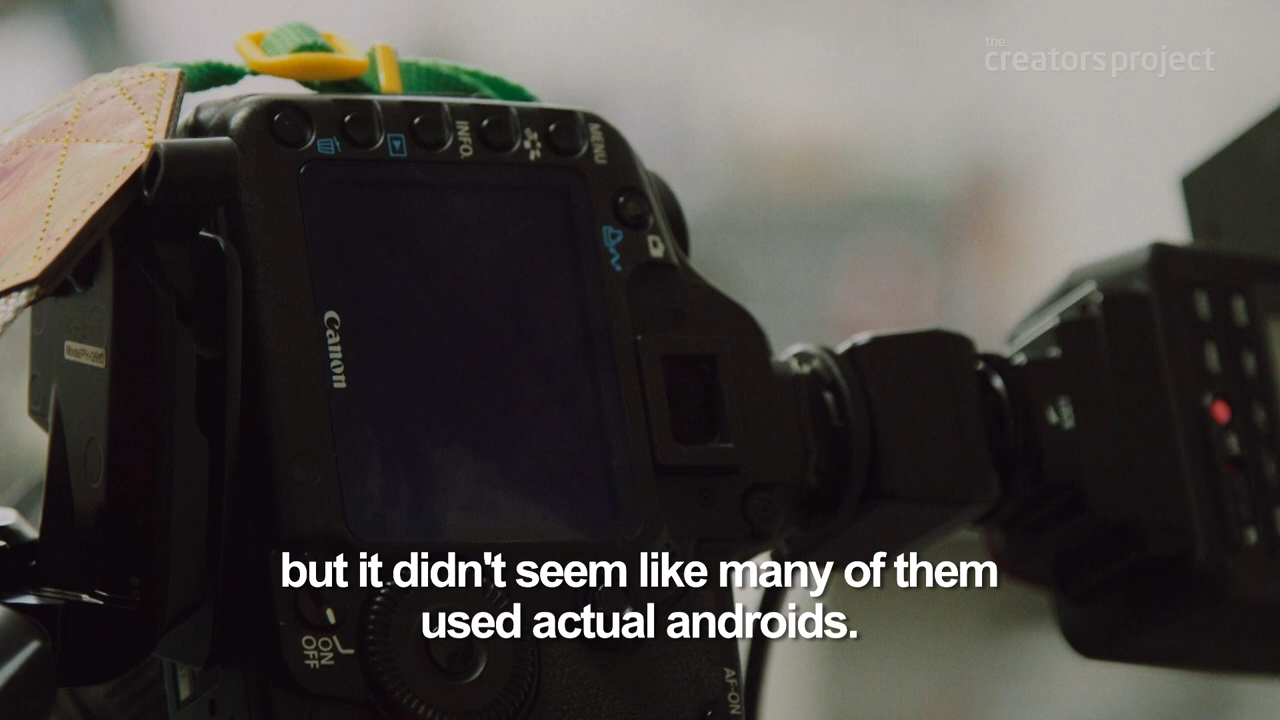 the
creatorsproject
MENU
INFO.
Canon
ON
OFF
AF-ON
but it didn't seem like many of them
used actual androids.